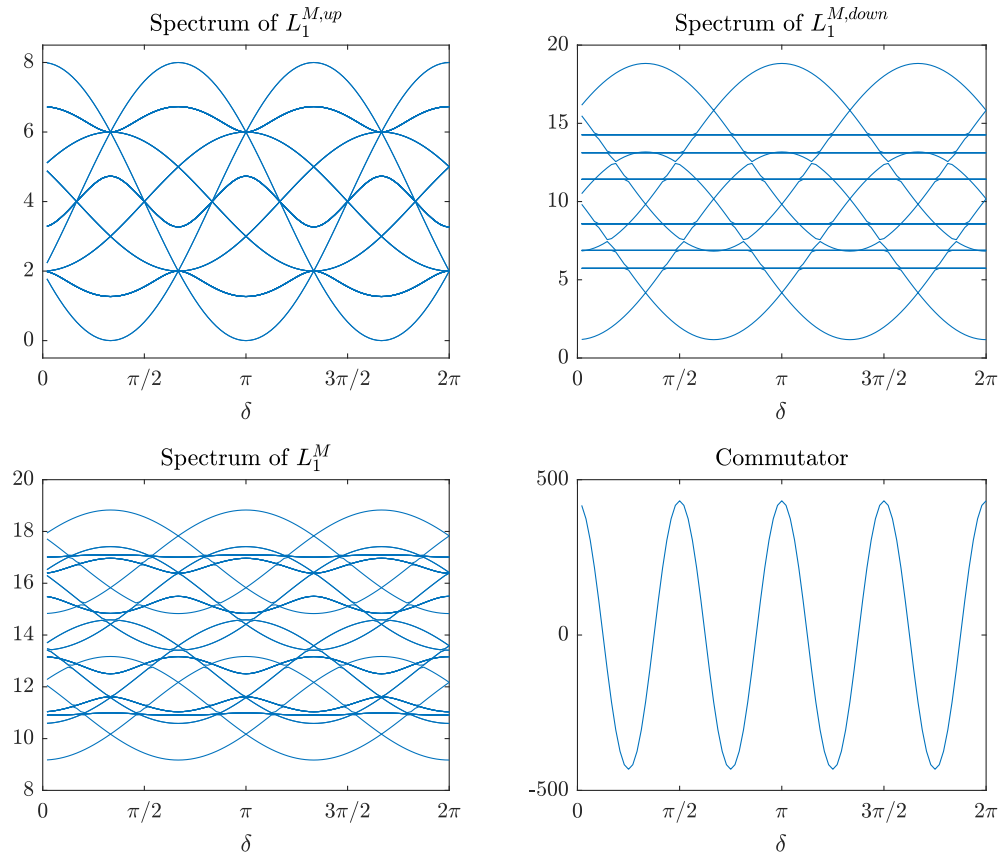 Spectrum of $L_1^{M,up}$
8
6
4
2
0
0 π/2 π 3π/2 2π
δ
Spectrum of $L_1^{M,down}$
20
15
10
5
0
0 π/2 π 3π/2 2π
δ
Spectrum of $L_1^{M}$
20
18
16
14
12
10
8
0 π/2 π 3π/2 2π
δ
Commutator
500
0
-500
0 π/2 π 3π/2 2π
δ